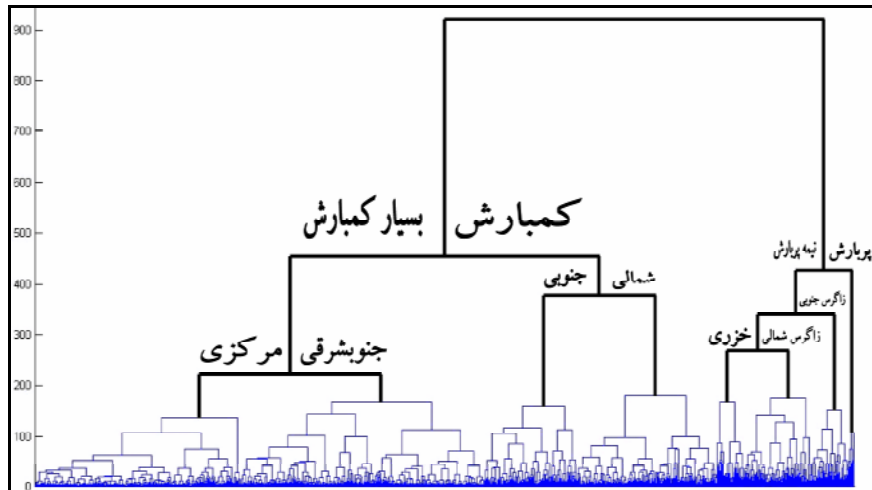 900
800
700
600
500
400
300
200
100
0
کمبارش بسیار کمبارش
پربارش نیمه پربارش
شمالی جنوبی
زاگرس جنوبی
زاگرس شمالی خزری
جنوبشرقی مرکزی